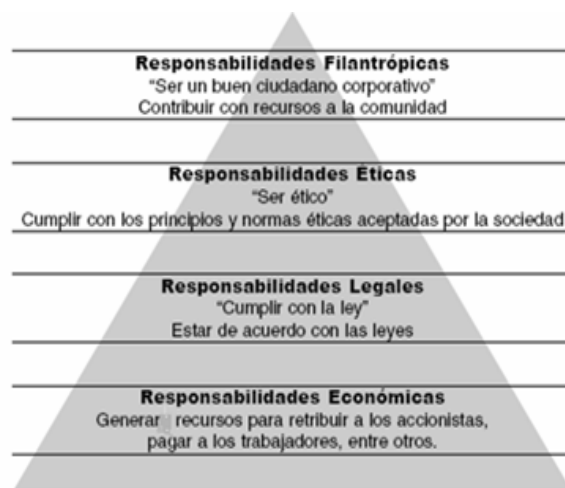 Responsabilidades Filantrópicas
“Ser un buen ciudadano corporativo”
Contribuir con recursos a la comunidad
Responsabilidades Éticas
“Ser ético”
Cumplir con los principios y normas éticas aceptadas por la sociedad
Responsabilidades Legales
“Cumplir con la ley”
Estar de acuerdo con las leyes
Responsabilidades Económicas
Generar recursos para retribuir a los accionistas,
pagar a los trabajadores, entre otros.